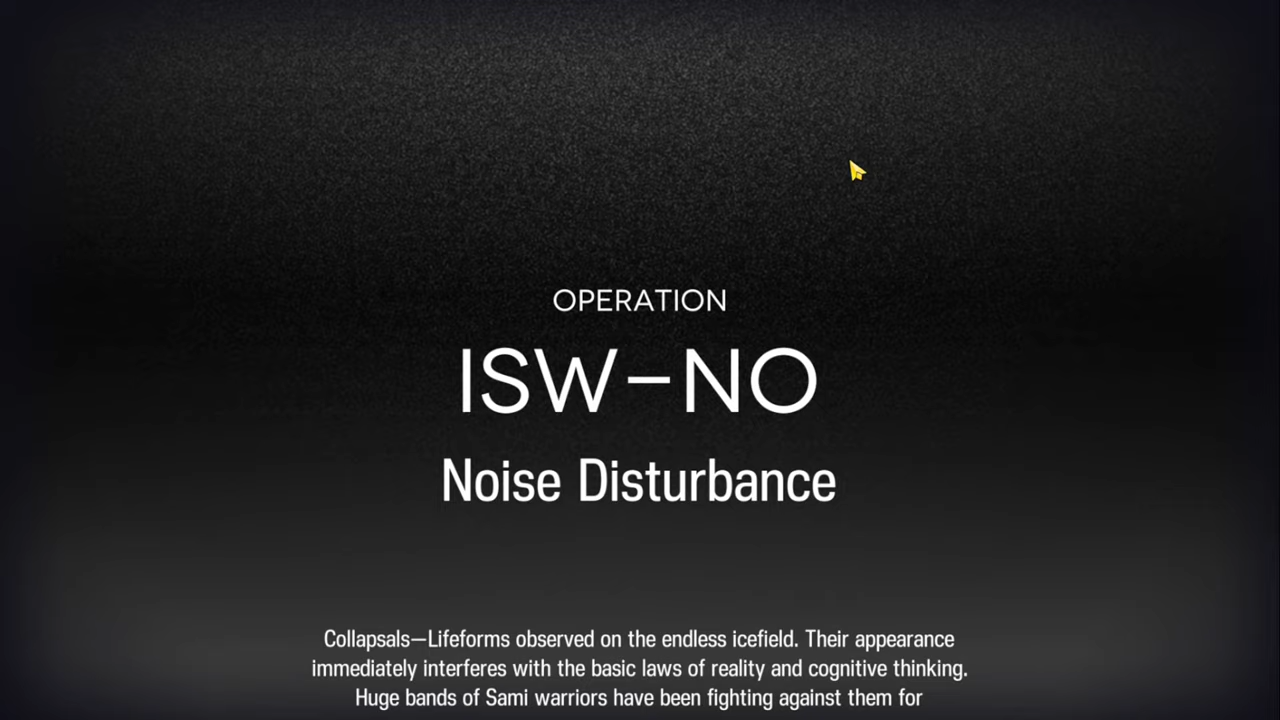 OPERATION
ISW-NO
Noise Disturbance
Collapsals—Lifeforms observed on the endless icefield. Their appearance
immediately interferes with the basic laws of reality and cognitive thinking.
Huge bands of Sami warriors have been fighting against them for